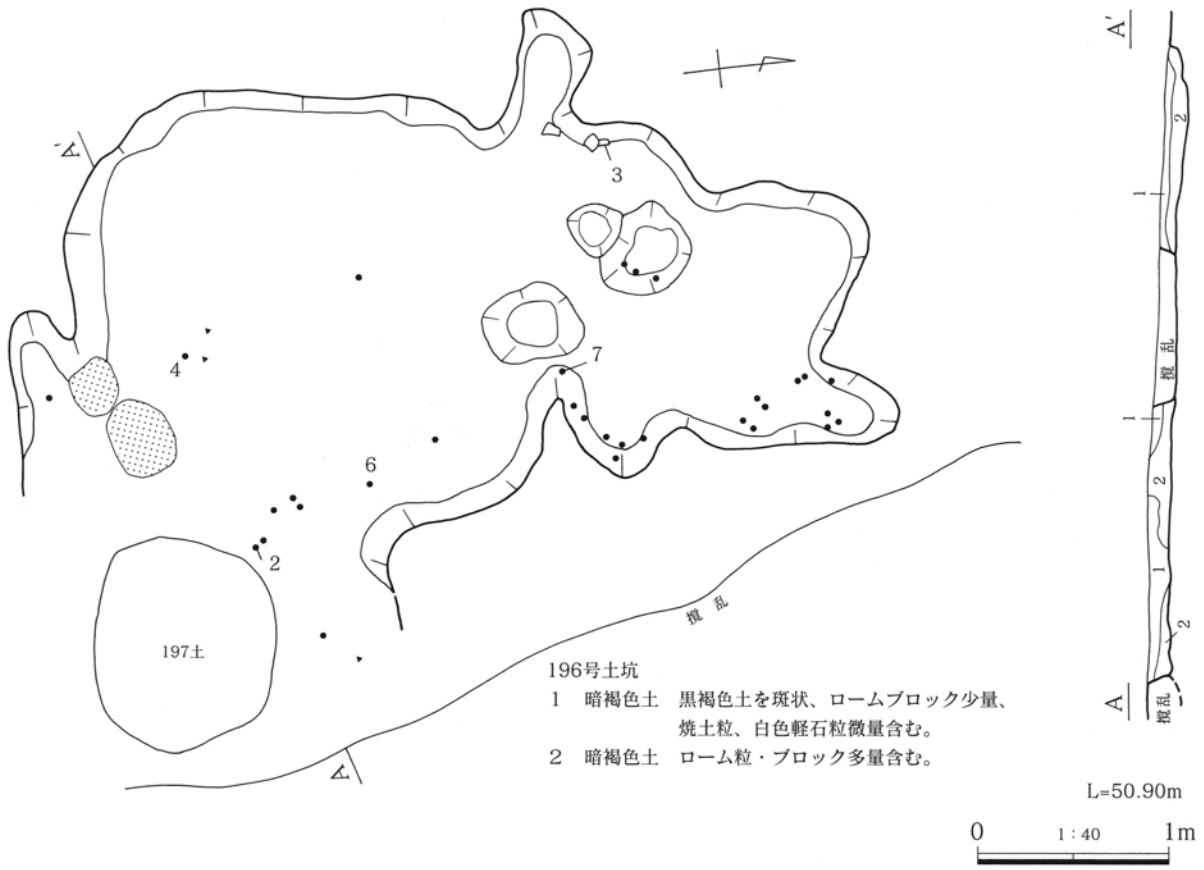 A'
A'
3
2
1
4
7
撹乱
1
6
2
2
1
197土
撹乱
2
A
撹乱
A
196号土坑
1 暗褐色土 黒褐色土を斑状、ロームブロック少量、
焼土粒、白色軽石粒微量含む。
2 暗褐色土 ローム粒・ブロック多量含む。
L=50.90m
0 1：40 1m